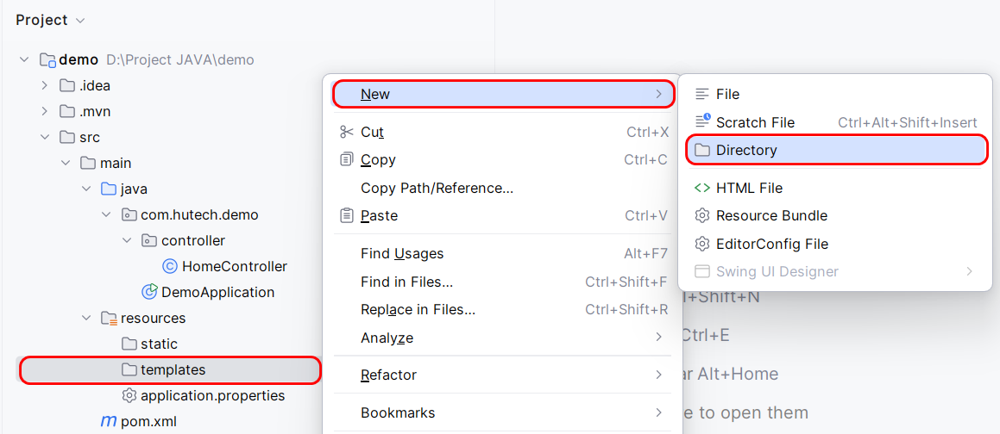 Project
demo D:\Project JAVA\demo
.idea
.mvn
src
main
java
com.hutech.demo
controller
HomeController
DemoApplication
resources
static
templates
application.properties
pom.xml
New
Cut Ctrl+X
Copy Ctrl+C
Copy Path/Reference...
Paste Ctrl+V
Find Usages Alt+F7
Find in Files... Ctrl+Shift+F
Replace in Files... Ctrl+Shift+R
Analyze
Refactor
Bookmarks
File
Scratch File Ctrl+Alt+Shift+Insert
Directory
HTML File
Resource Bundle
EditorConfig File
Swing UI Designer
+Shift+N
Ctrl+E
Alt+Home
to open them